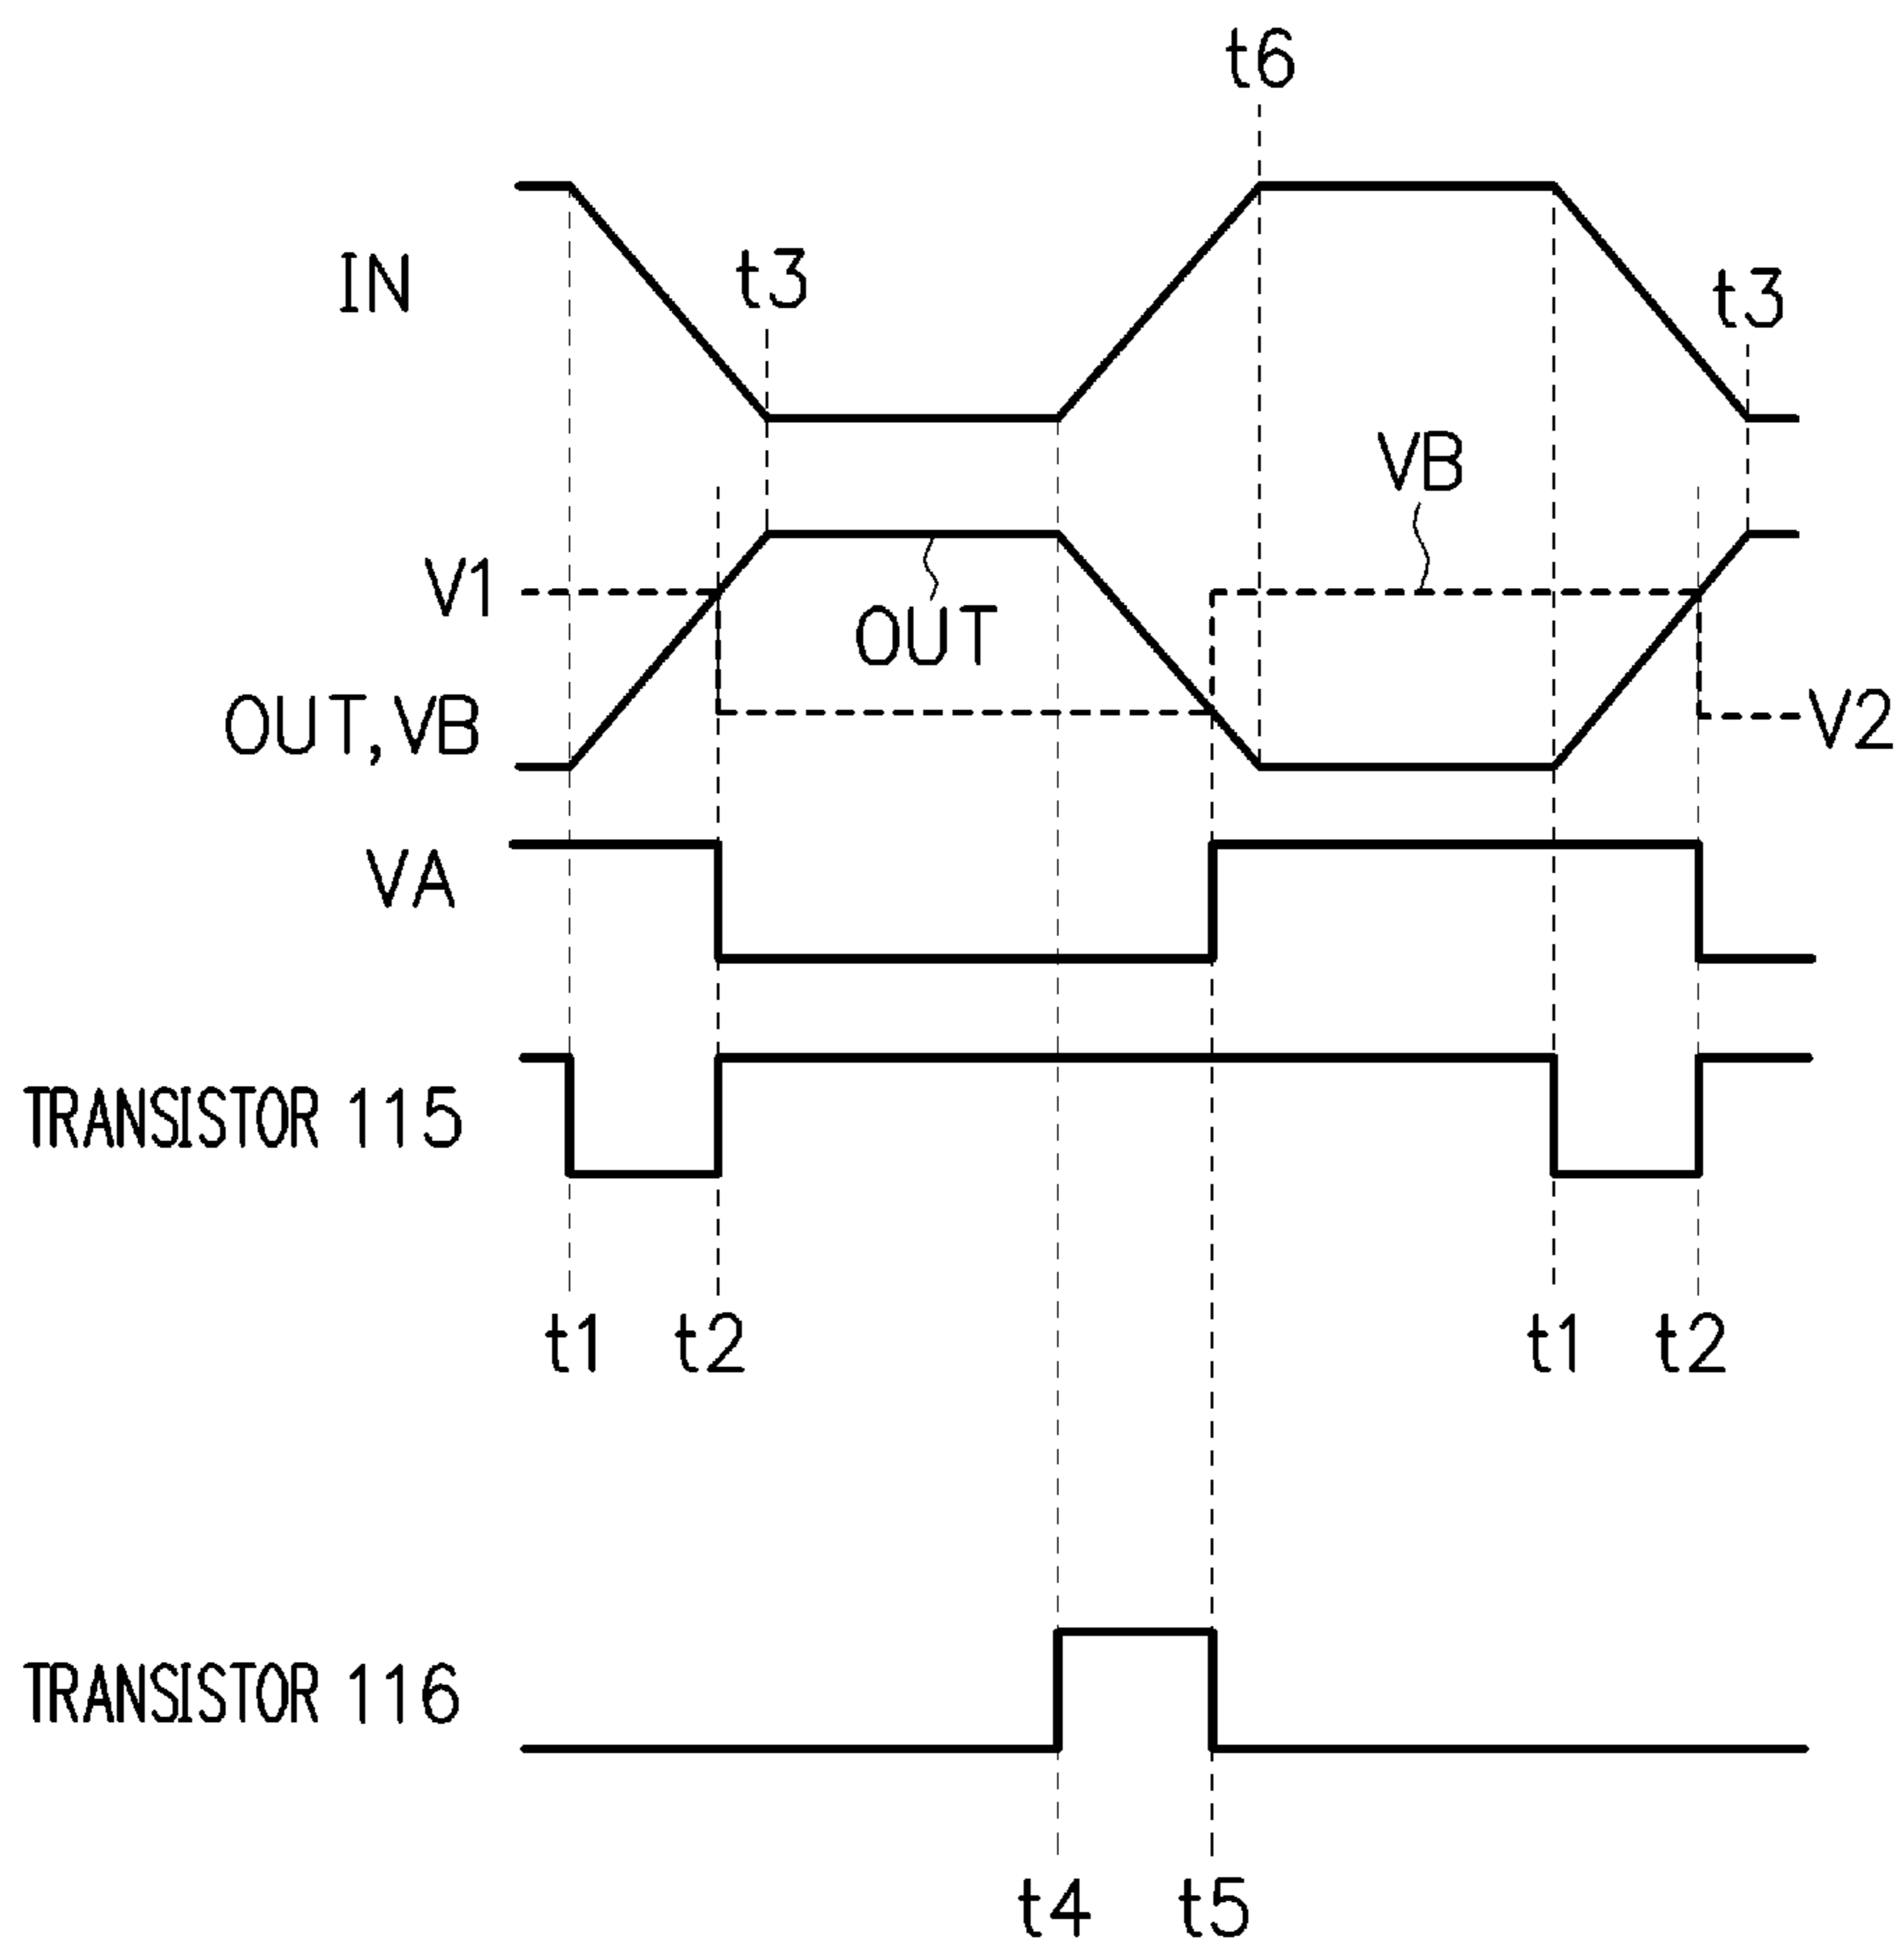 t6
IN
t3
t3
VB
V1
OUT
OUT,VB
V2
VA
TRANSISTOR 115
t1
t2
t1
t2
TRANSISTOR 116
t4
t5